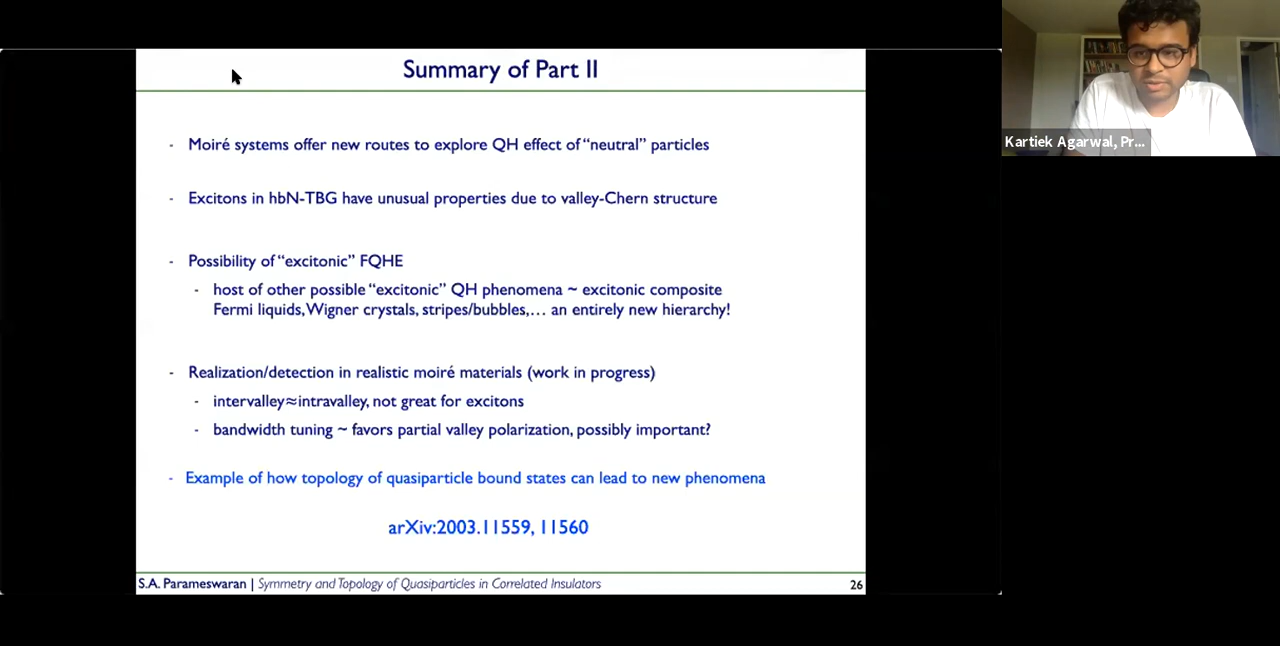 Summary of Part II
- Moiré systems offer new routes to explore QH effect of “neutral” particles
- Excitons in hbN-TBG have unusual properties due to valley-Chern structure
- Possibility of “excitonic” FQHE
- host of other possible “excitonic” QH phenomena ~ excitonic composite
Fermi liquids, Wigner crystals, stripes/bubbles,… an entirely new hierarchy!
- Realization/detection in realistic moiré materials (work in progress)
- intervalley≈intravalley, not great for excitons
- bandwidth tuning ~ favors partial valley polarization, possibly important?
- Example of how topology of quasiparticle bound states can lead to new phenomena
arXiv:2003.11559, 11560
S.A. Parameswaran | Symmetry and Topology of Quasiparticles in Correlated Insulators
26
Kartiek Agarwal, Pr...